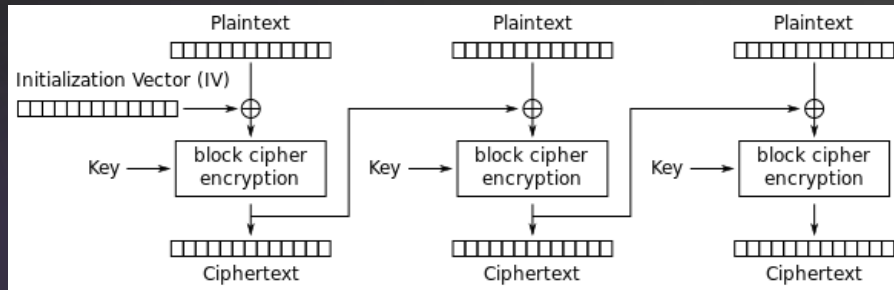 Plaintext Plaintext Plaintext
Initialization Vector (IV)
Key block cipher encryption Key block cipher encryption Key block cipher encryption
Ciphertext Ciphertext Ciphertext